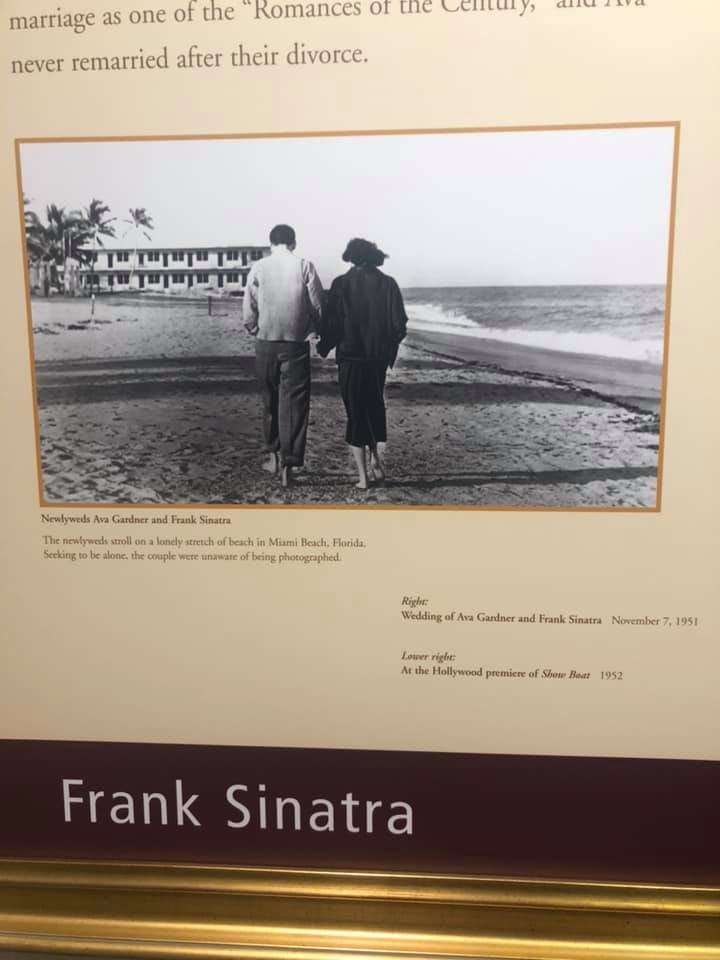 marriage as one of the “Romances of the Century,” and Ava
never remarried after their divorce.
Newlyweds Ava Gardner and Frank Sinatra
The newlyweds stroll on a lonely stretch of beach in Miami Beach, Florida.
Seeking to be alone, the couple were unaware of being photographed.
Right:
Wedding of Ava Gardner and Frank Sinatra November 7, 1951
Lower right:
At the Hollywood premiere of Show Boat 1952
Frank Sinatra